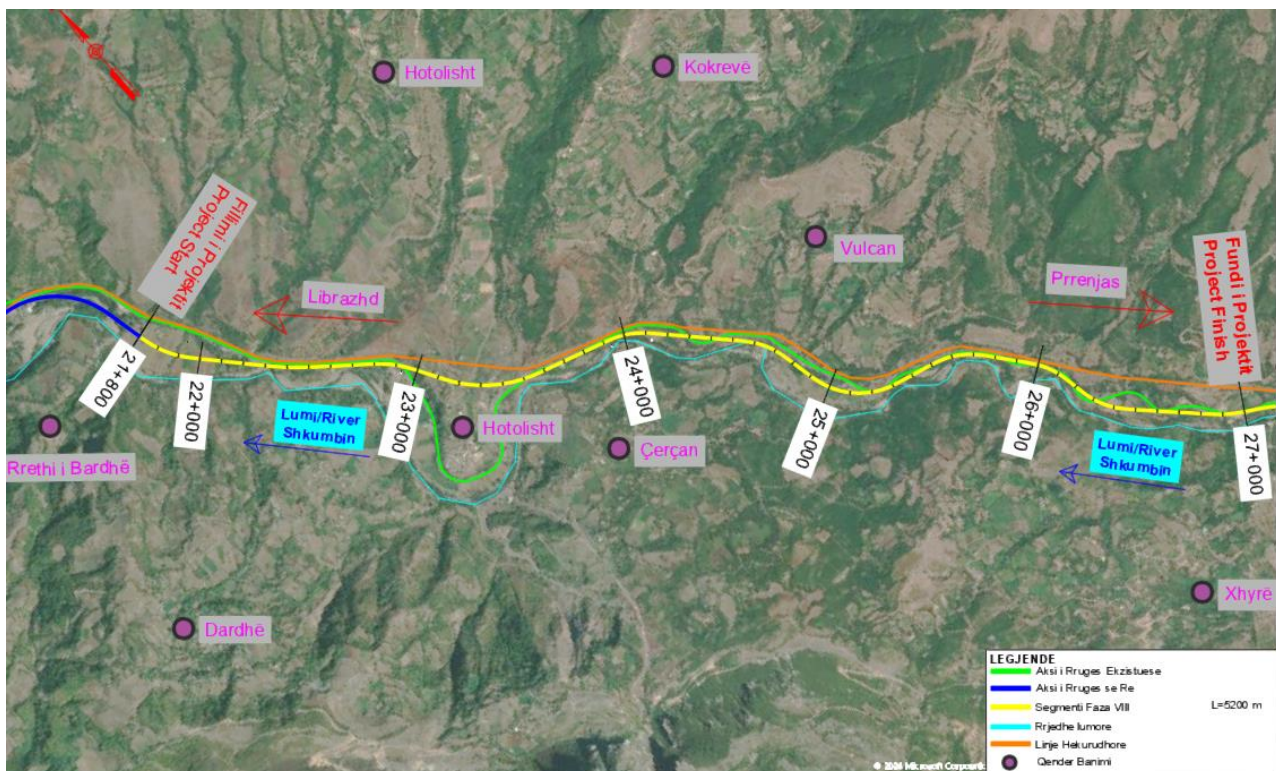 Hotolisht
Kokrevë
Vulcan
Fillimi i Projektit
Project Start
Librazhd
Prrenjas
Fundi i Projektit
Project Finish
21+800
22+000
23+000
24+000
25+000
26+000
27+000
Lumi/River
Shkumbin
Hotolisht
Çerçan
Lumi/River
Shkumbin
Rrethi i Bardhë
Dardhë
Xhyrë
LEGJENDE
Aksi i Rruges Ekzistuese
Aksi i Rruges se Re
Segmenti Faza VIII L=5200 m
Rrjedhe lumore
Linje Hekurudhore
Qender Banimi